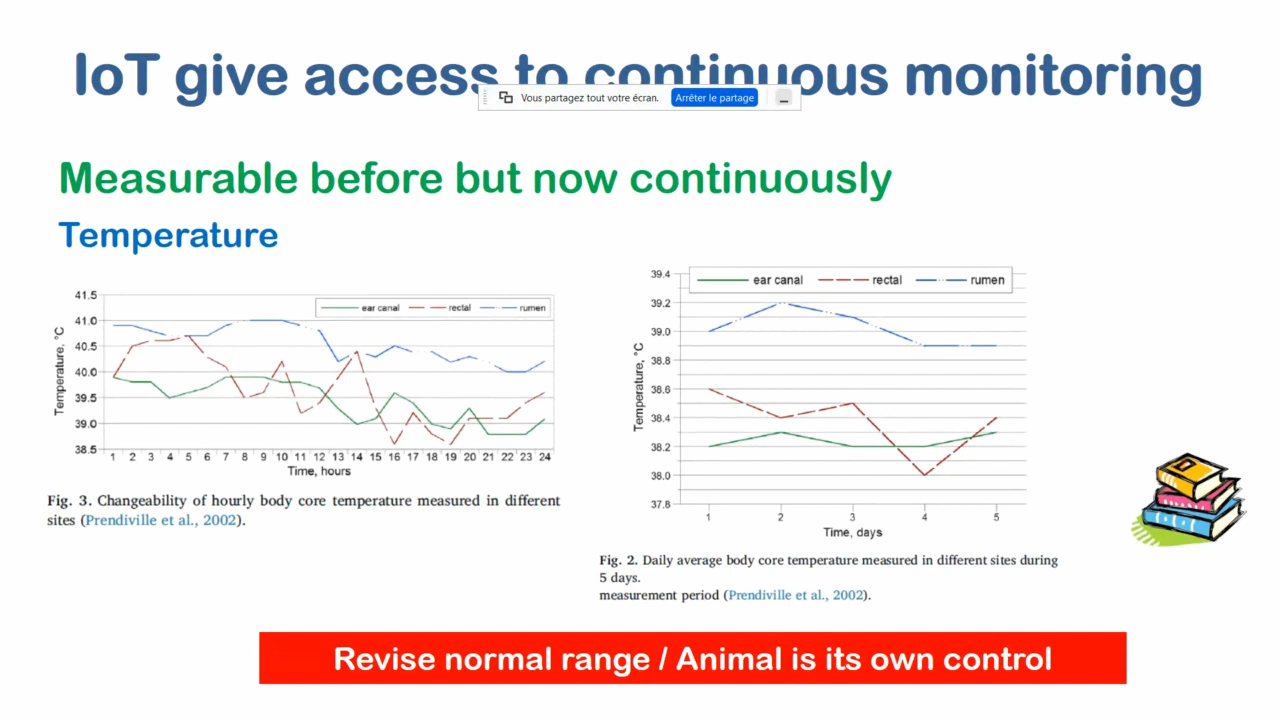 IoT give access to continuous monitoring
Vous partagez tout votre écran. Arrêter le partage
Measurable before but now continuously
Temperature
41.5
41.0
40.5
40.0
39.5
39.0
38.5
Temperature, °C
ear canal rectal rumen
1 2 3 4 5 6 7 8 9 10 11 12 13 14 15 16 17 18 19 20 21 22 23 24
Time, hours
Fig. 3. Changeability of hourly body core temperature measured in different
sites (Prendiville et al., 2002).
39.4
39.2
39.0
38.8
38.6
38.4
38.2
38.0
37.8
Temperature, °C
ear canal rectal rumen
1 2 3 4 5
Time, days
Fig. 2. Daily average body core temperature measured in different sites during
5 days.
measurement period (Prendiville et al., 2002).
Revise normal range / Animal is its own control